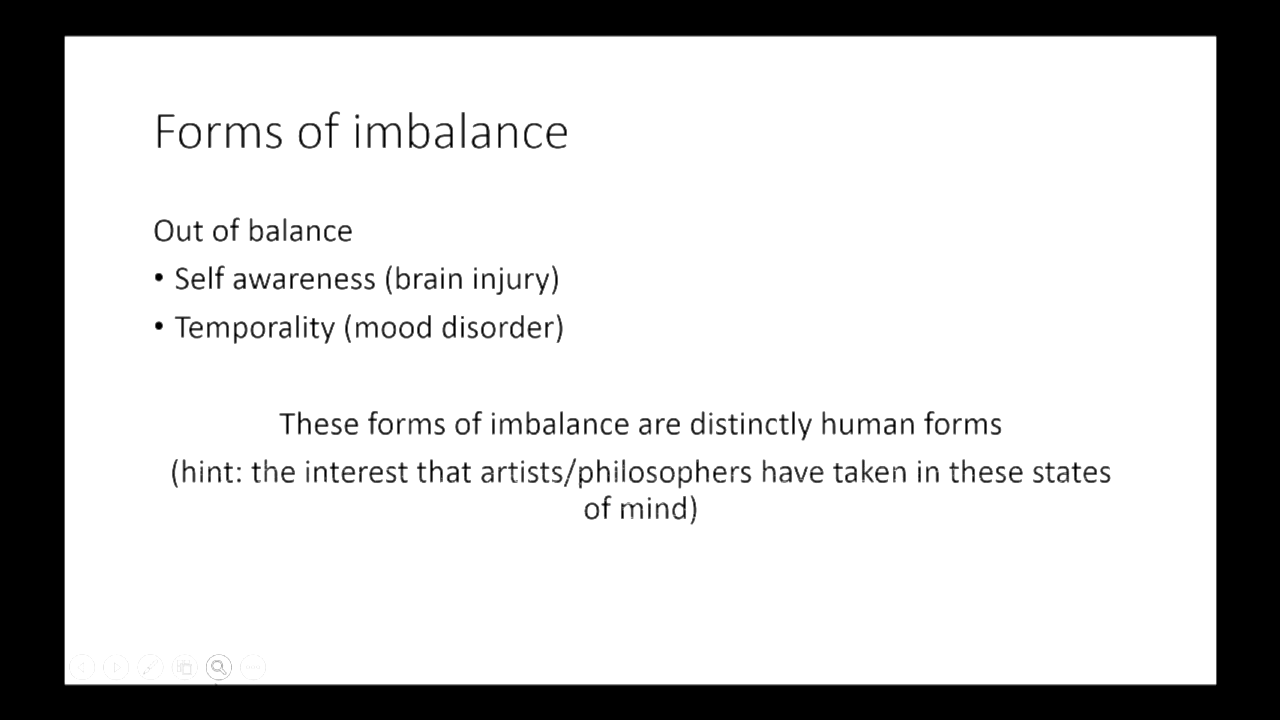 Forms of imbalance
Out of balance
• Self awareness (brain injury)
• Temporality (mood disorder)
These forms of imbalance are distinctly human forms
(hint: the interest that artists/philosophers have taken in these states
of mind)